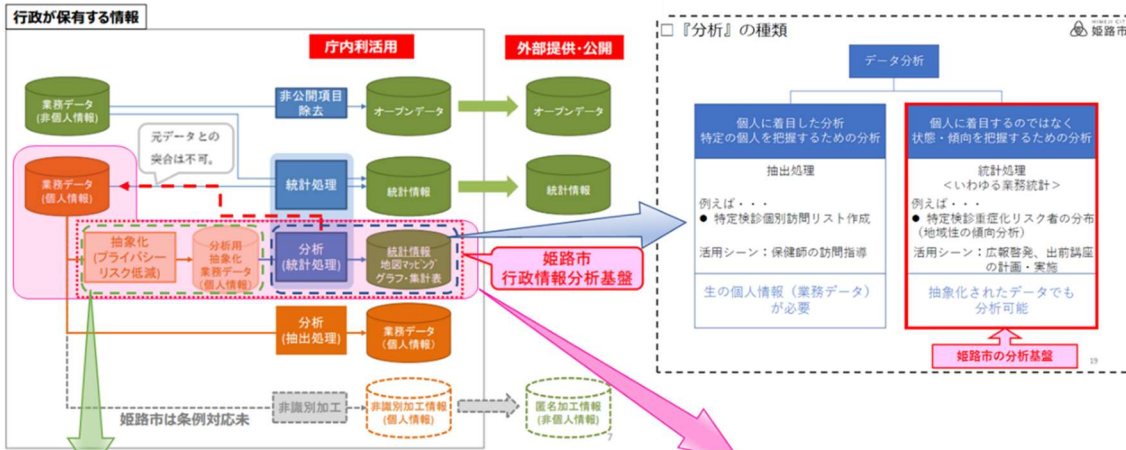 行政が保有する情報
庁内利活用
外部提供・公開
業務データ
(非個人情報)
非公開項目
除去
オープンデータ
オープンデータ
元データとの
突合は不可。
業務データ
(個人情報)
統計処理
統計情報
統計情報
抽象化
(プライバシー
リスク低減)
分析用
抽象化
業務データ
(個人情報)
分析
(統計処理)
統計情報
地図マッピング
グラフ・集計表
姫路市
行政情報分析基盤
分析
(抽出処理)
業務データ
(個人情報)
姫路市は条例対応未
非識別加工
非識別加工情報
(個人情報)
匿名加工情報
(非個人情報)
7
□『分析』の種類
HIMEJI CITY
姫路市
データ分析
個人に着目した分析
特定の個人を把握するための分析
抽出処理
例えば・・・
● 特定検診個別訪問リスト作成
活用シーン：保健師の訪問指導
生の個人情報（業務データ）
が必要
個人に着目するのではなく
状態・傾向を把握するための分析
統計処理
＜いわゆる業務統計＞
例えば・・・
● 特定検診重症化リスク者の分布
(地域性の傾向分析)
活用シーン：広報啓発、出前講座
の計画・実施
抽象化されたデータでも
分析可能
姫路市の分析基盤
19